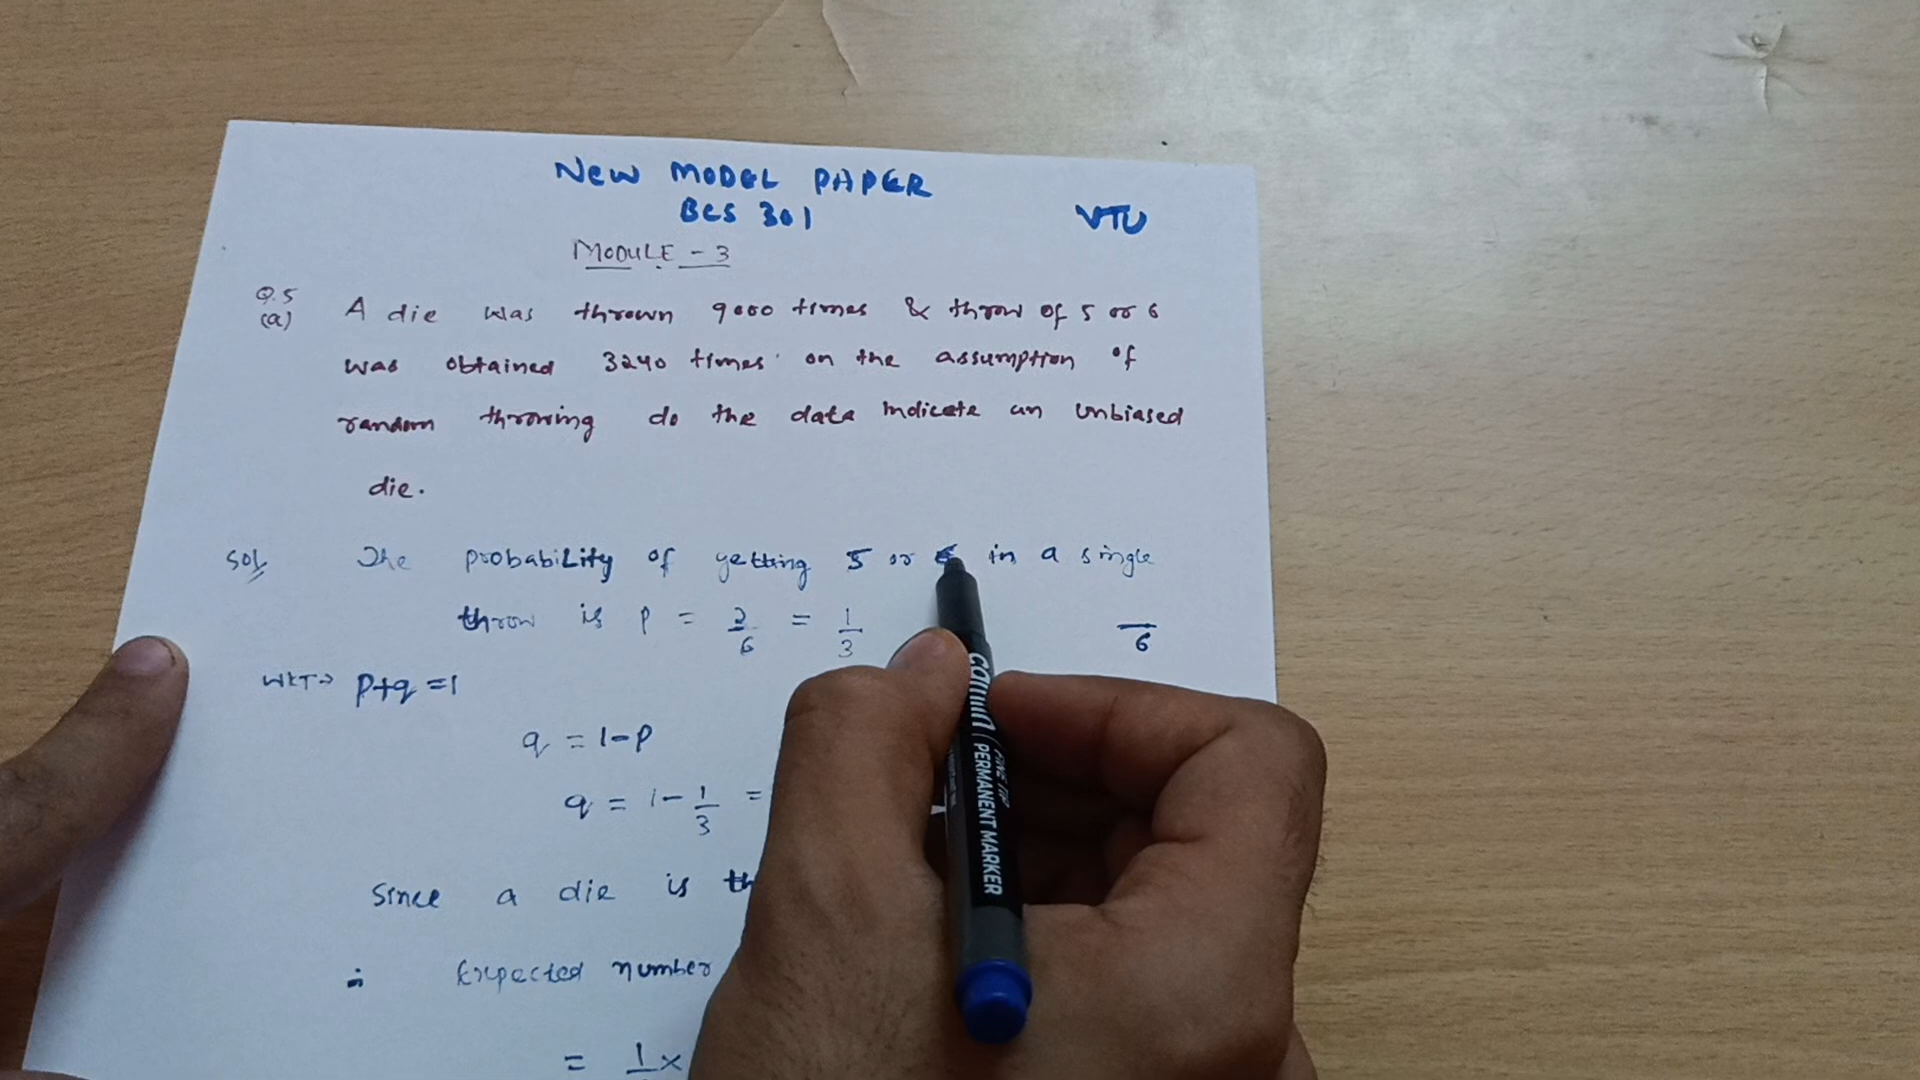 NEW MODEL PAPER
BCS 301
VTU
MODULE - 3
Q.5
(a) A die was thrown 9000 times & throw of 5 or 6
was obtained 3240 times on the assumption of
random throwing do the data indicate an unbiased
die.
Sol The probability of getting 5 or 6 in a single
throw is P = 2/6 = 1/3
6
WKT→ P+q=1
q = 1-P
q = 1- 1/3 =
Since a die is th
∴ Expected number
= 1 x
camlin FINE TIP
PERMANENT MARKER